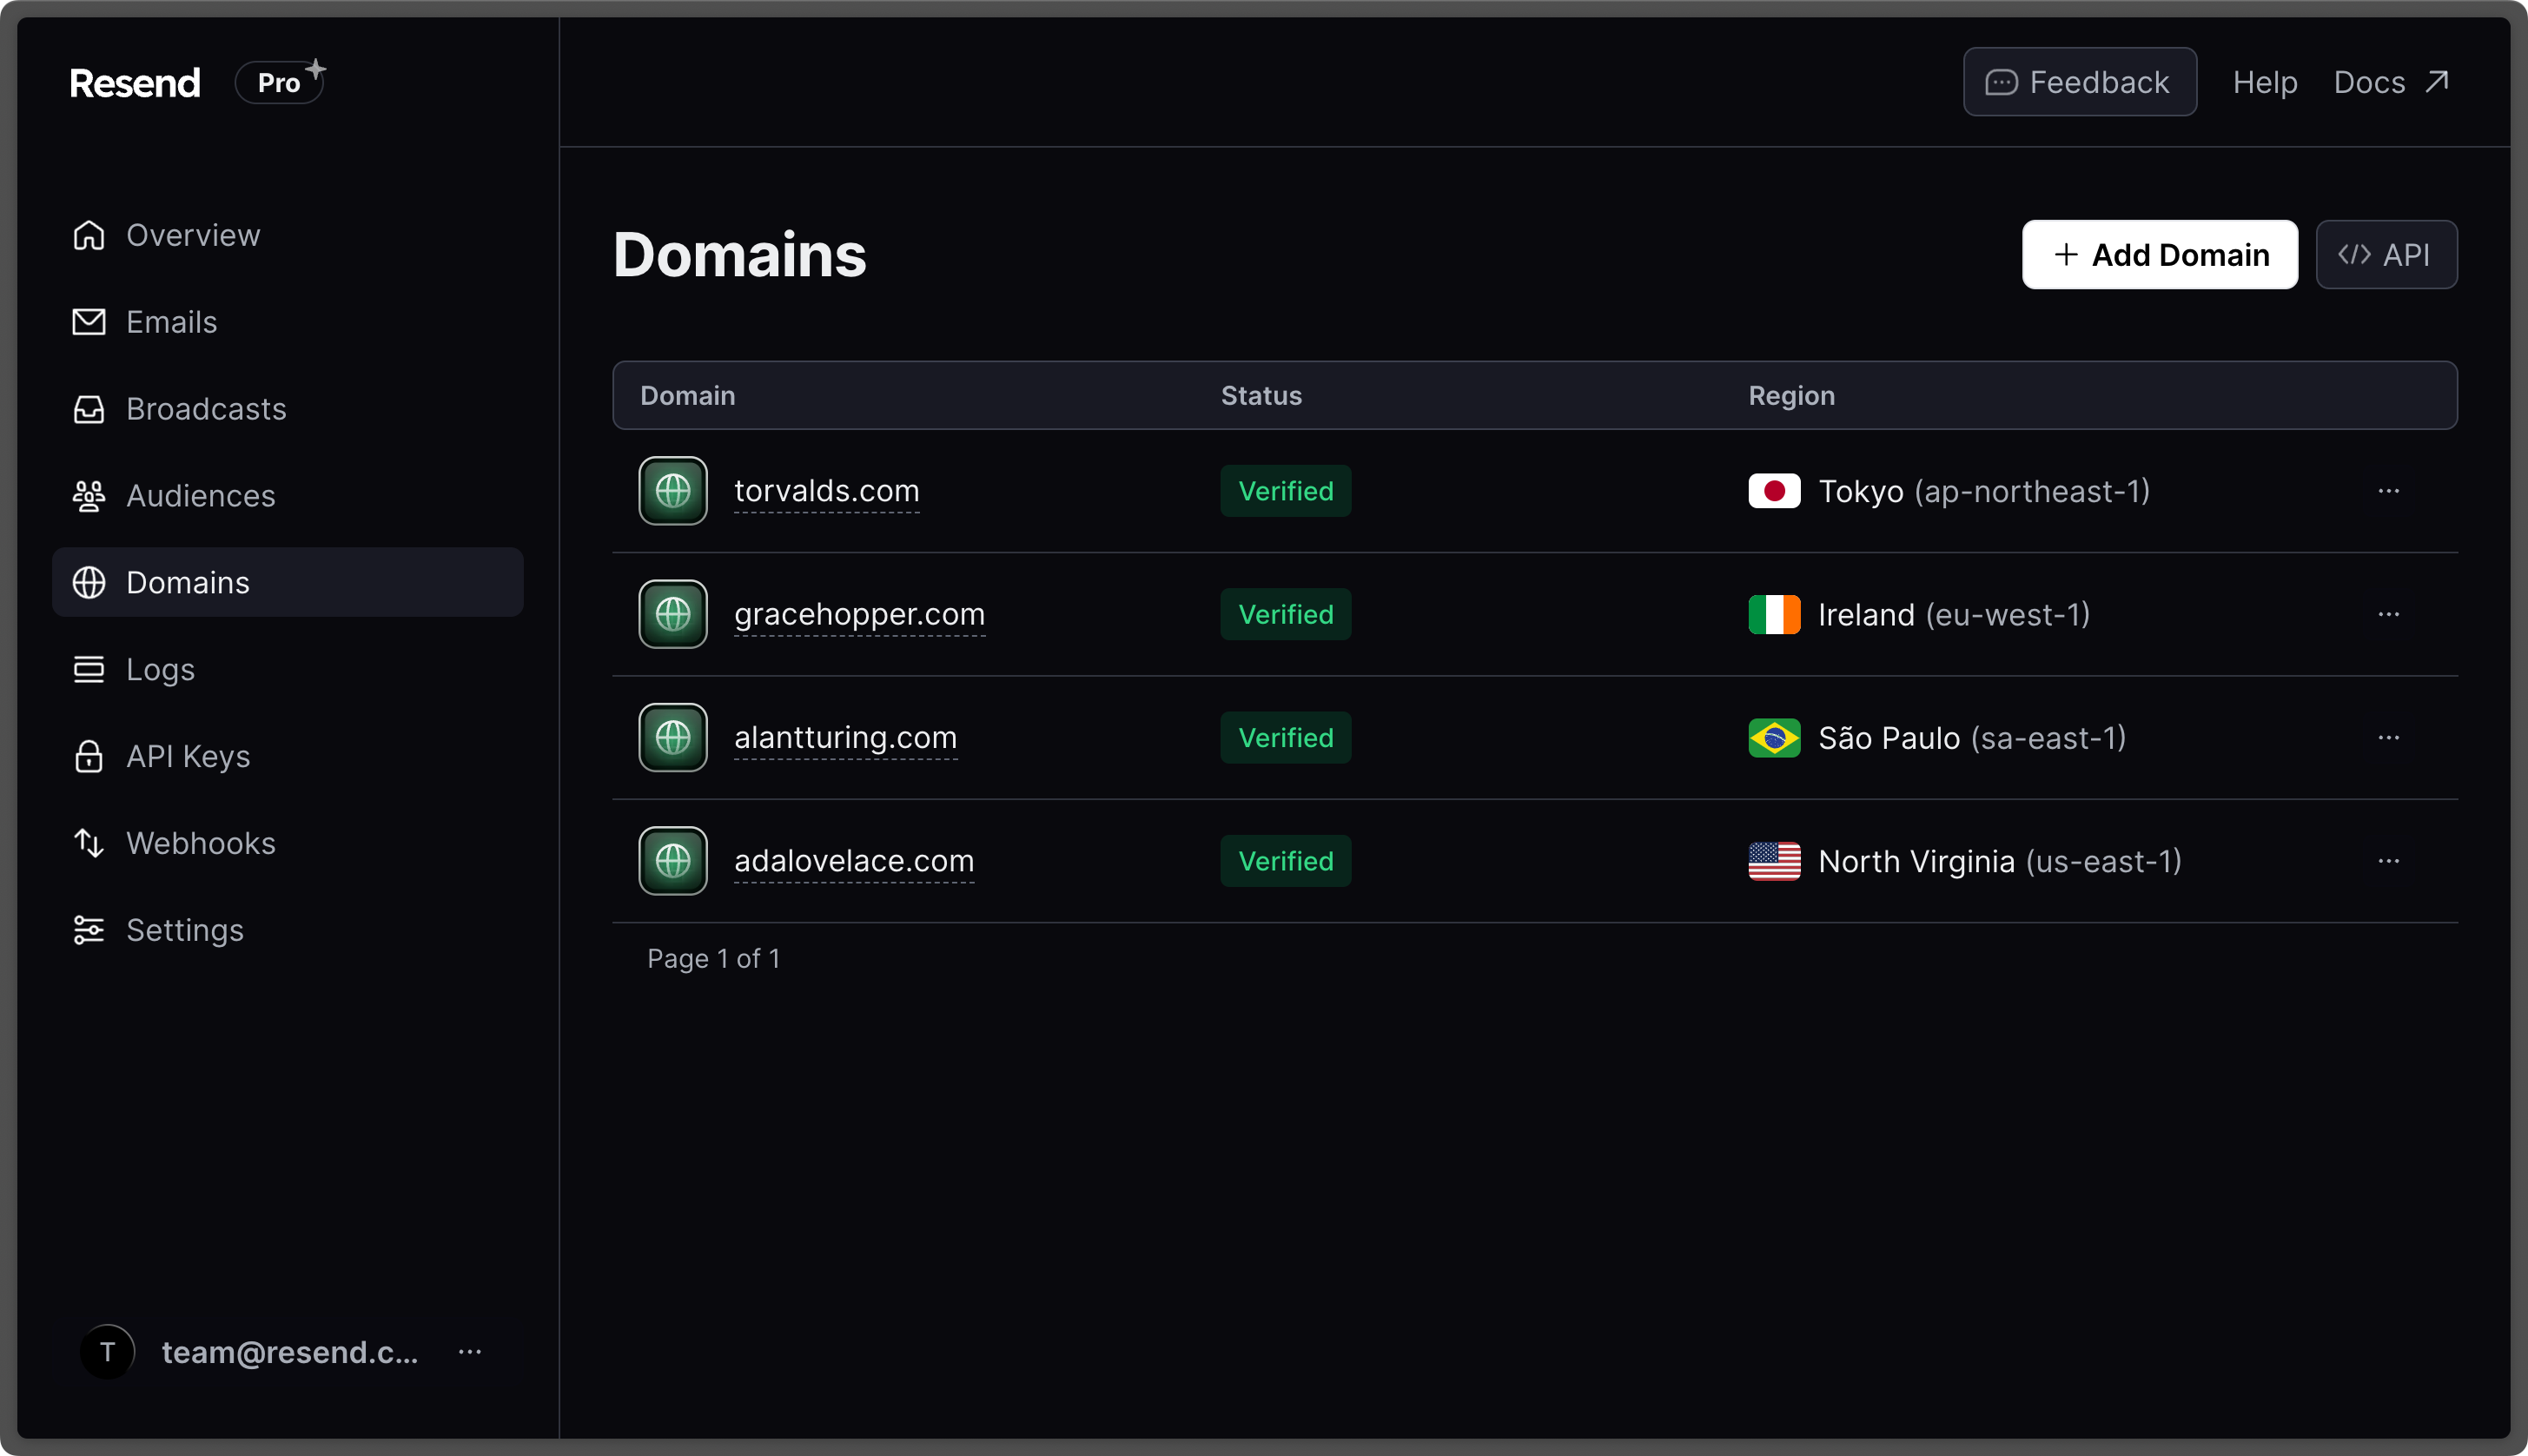 Resend Pro
Feedback Help Docs
Overview
Emails
Broadcasts
Audiences
Domains
Logs
API Keys
Webhooks
Settings
team@resend.c...
T
Domains
Add Domain </> API
Domain Status Region
torvalds.com Verified Tokyo (ap-northeast-1)
gracehopper.com Verified Ireland (eu-west-1)
alantturing.com Verified São Paulo (sa-east-1)
adalovelace.com Verified North Virginia (us-east-1)
Page 1 of 1